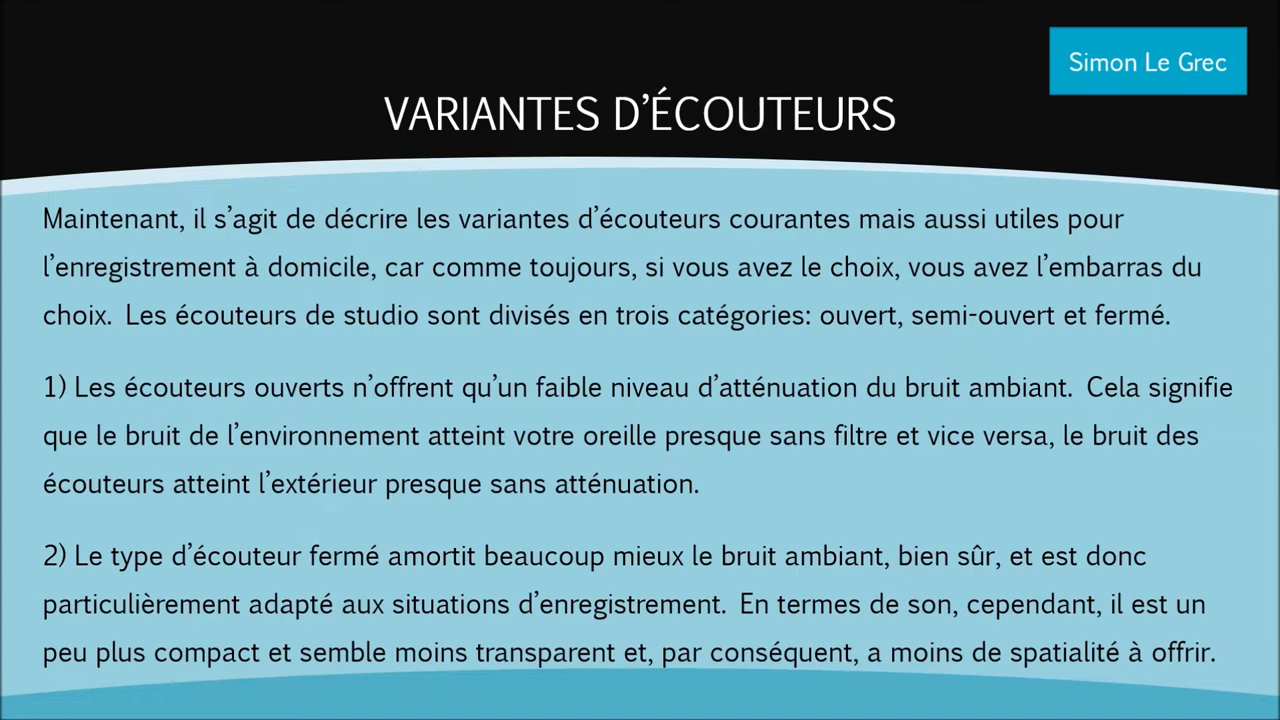 Simon Le Grec
VARIANTES D’ÉCOUTEURS
Maintenant, il s’agit de décrire les variantes d’écouteurs courantes mais aussi utiles pour
l’enregistrement à domicile, car comme toujours, si vous avez le choix, vous avez l’embarras du
choix. Les écouteurs de studio sont divisés en trois catégories: ouvert, semi-ouvert et fermé.
1) Les écouteurs ouverts n’offrent qu’un faible niveau d’atténuation du bruit ambiant. Cela signifie
que le bruit de l’environnement atteint votre oreille presque sans filtre et vice versa, le bruit des
écouteurs atteint l’extérieur presque sans atténuation.
2) Le type d’écouteur fermé amortit beaucoup mieux le bruit ambiant, bien sûr, et est donc
particulièrement adapté aux situations d’enregistrement. En termes de son, cependant, il est un
peu plus compact et semble moins transparent et, par conséquent, a moins de spatialité à offrir.